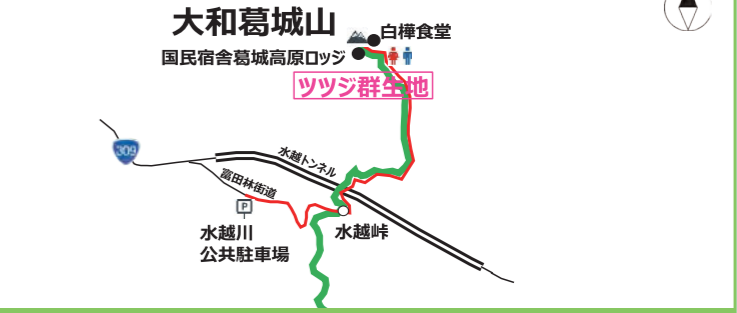 大和葛城山
白樺食堂
国民宿舎葛城高原ロッジ
ツツジ群生地
309
水越トンネル
富田林街道
P
水越川
公共駐車場
水越峠